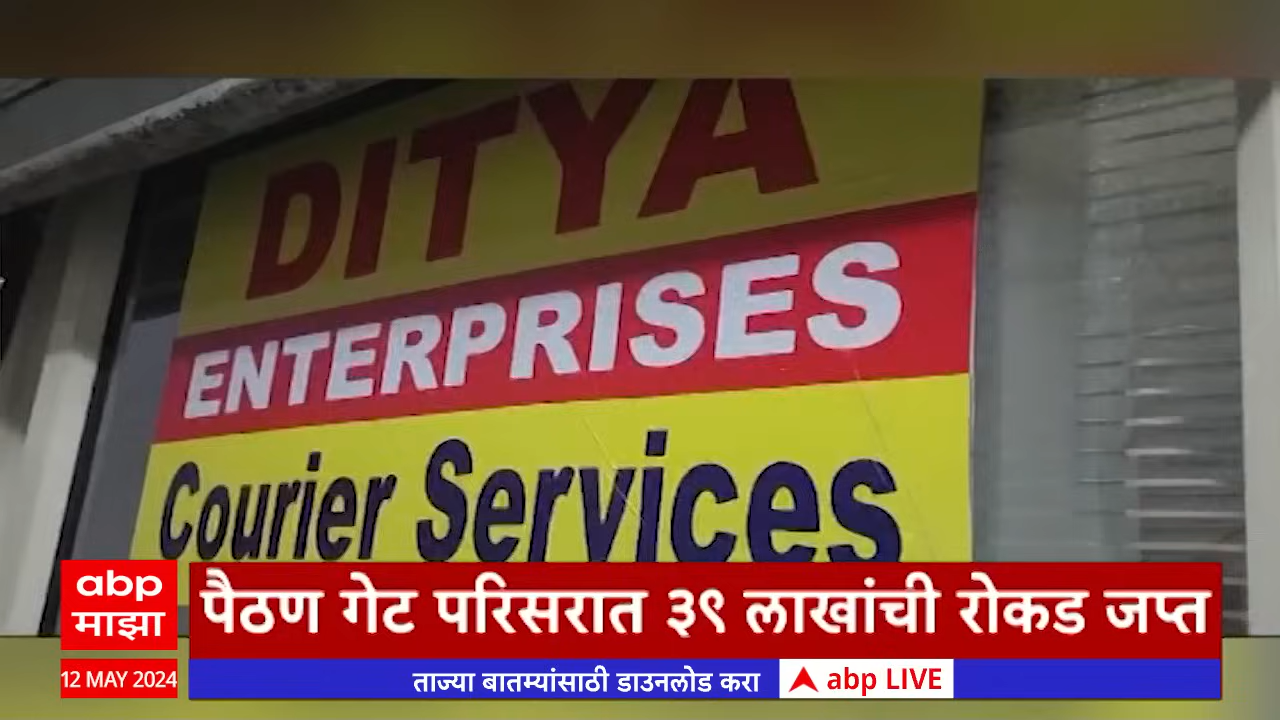 DITYA
ENTERPRISES
Courier Services
abp
माझा
पैठण गेट परिसरात ३९ लाखांची रोकड जप्त
12 MAY 2024
ताज्या बातम्यांसाठी डाउनलोड करा
abp LIVE